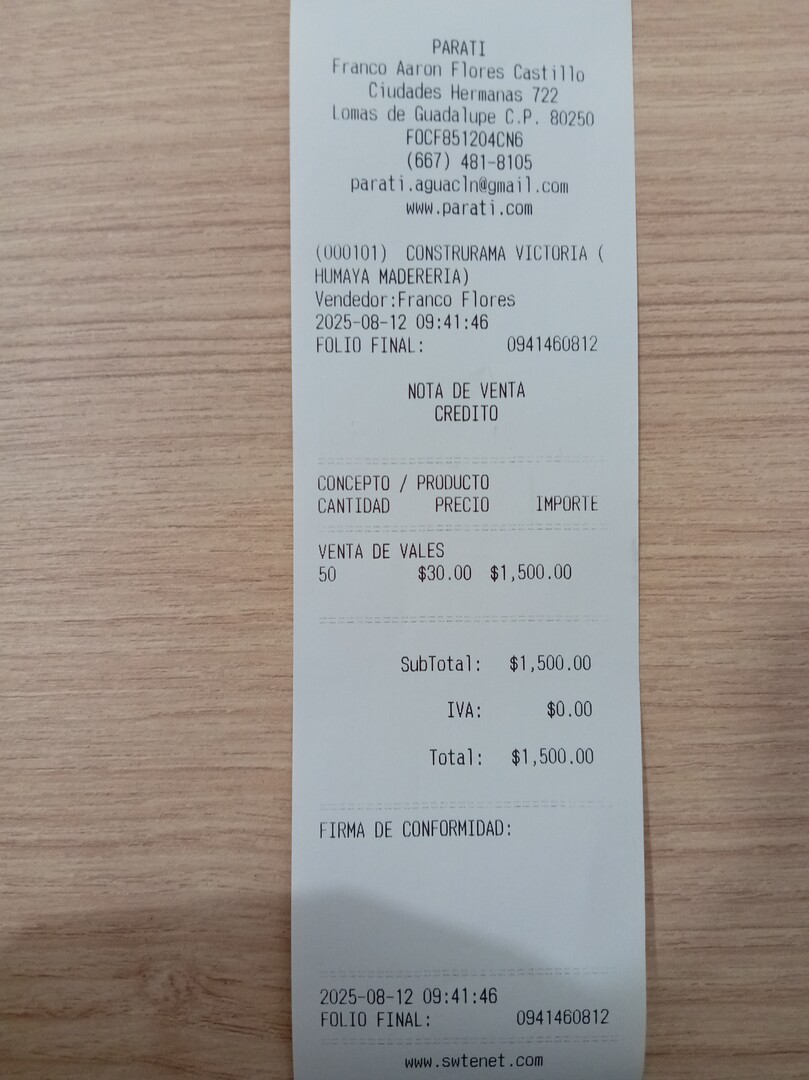 PARATI
Franco Aaron Flores Castillo
Ciudades Hermanas 722
Lomas de Guadalupe C.P. 80250
FOCF851204CN6
(667) 481-8105
parati.aguacln@gmail.com
www.parati.com
(000101) CONSTRURAMA VICTORIA (
HUMAYA MADERERIA)
Vendedor:Franco Flores
2025-08-12 09:41:46
FOLIO FINAL: 0941460812
NOTA DE VENTA
CREDITO
CONCEPTO / PRODUCTO
CANTIDAD PRECIO IMPORTE
VENTA DE VALES
50 $30.00 $1,500.00
SubTotal: $1,500.00
IVA: $0.00
Total: $1,500.00
FIRMA DE CONFORMIDAD:
2025-08-12 09:41:46
FOLIO FINAL: 0941460812
www.swtenet.com